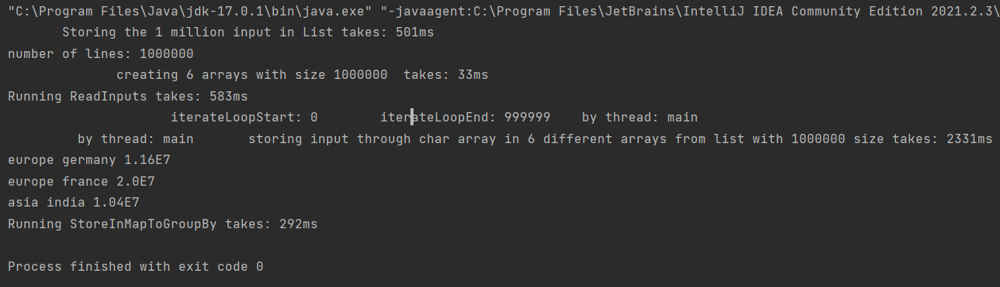 "C:\Program Files\Java\jdk-17.0.1\bin\java.exe" "-javaagent:C:\Program Files\JetBrains\IntelliJ IDEA Community Edition 2021.2.3\
Storing the 1 million input in List takes: 501ms
number of lines: 1000000
creating 6 arrays with size 1000000  takes: 33ms
Running ReadInputs takes: 583ms
iterateLoopStart: 0        iterateLoopEnd: 999999    by thread: main
by thread: main       storing input through char array in 6 different arrays from list with 1000000 size takes: 2331ms
europe germany 1.16E7
europe france 2.0E7
asia india 1.04E7
Running StoreInMapToGroupBy takes: 292ms
Process finished with exit code 0